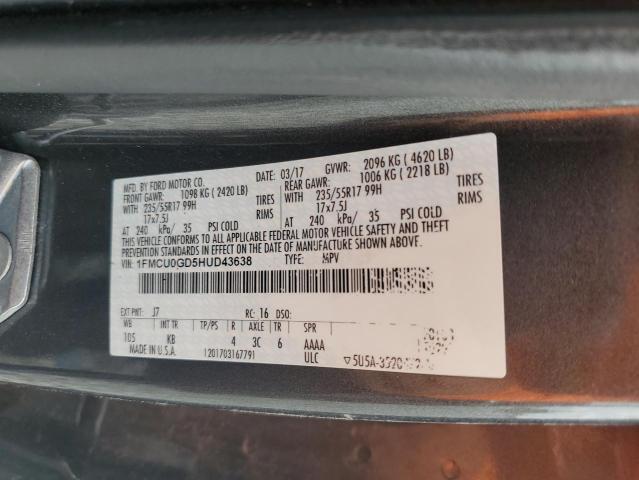 MFD. BY FORD MOTOR CO. DATE: 03/17 GVWR: 2096 KG ( 4620 LB)
FRONT GAWR: 1098 KG ( 2420 LB) REAR GAWR: 1006 KG ( 2218 LB)
WITH 235/55R17 99H TIRES WITH 235/55R17 99H TIRES
17x7.5J RIMS 17x7.5J RIMS
AT 240 kPa/ 35 PSI COLD AT 240 kPa/ 35 PSI COLD
THIS VEHICLE CONFORMS TO ALL APPLICABLE FEDERAL MOTOR VEHICLE SAFETY AND THEFT PREVENTION STANDARDS IN EFFECT ON THE DATE OF MANUFACTURE SHOWN ABOVE.
VIN: 1FMCU0GD5HUD43638 TYPE: MPV
EXT PNT: J7 RC: 16 DSO:
WB INT TR TP/PS R AXLE TR SPR
105 KB 4 3C 6 AAAA
MADE IN U.S.A. 1201703167791 ULC